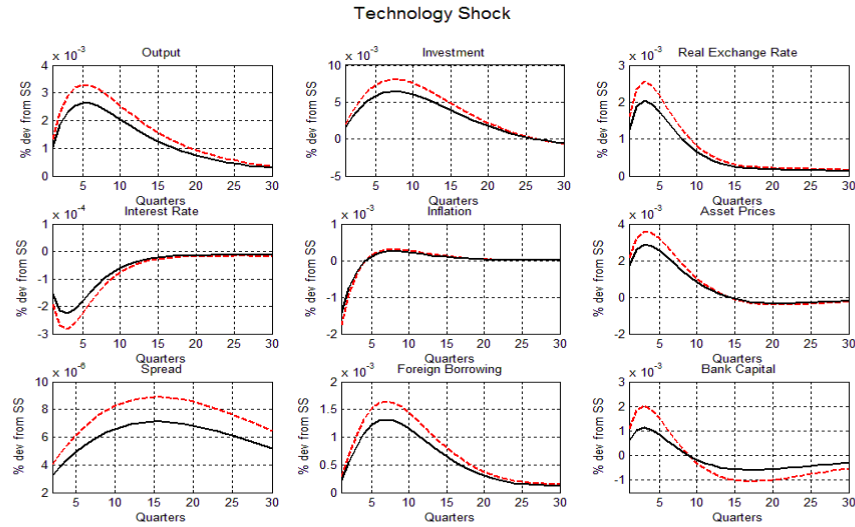 Technology Shock
x 10⁻³ Output
x 10⁻³ Investment
x 10⁻³ Real Exchange Rate
% dev from SS
4
3
2
1
0
5 10 15 20 25 30
Quarters
% dev from SS
10
5
0
-5
5 10 15 20 25 30
Quarters
% dev from SS
3
2
1
0
5 10 15 20 25 30
Quarters
x 10⁻⁴ Interest Rate
x 10⁻³ Inflation
x 10⁻³ Asset Prices
% dev from SS
1
0
-1
-2
-3
5 10 15 20 25 30
Quarters
% dev from SS
1
0
-1
-2
5 10 15 20 25 30
Quarters
% dev from SS
4
2
0
-2
5 10 15 20 25 30
Quarters
x 10⁻⁶ Spread
x 10⁻³ Foreign Borrowing
x 10⁻³ Bank Capital
% dev from SS
10
8
6
4
2
5 10 15 20 25 30
Quarters
% dev from SS
2
1.5
1
0.5
0
5 10 15 20 25 30
Quarters
% dev from SS
3
2
1
0
-1
5 10 15 20 25 30
Quarters